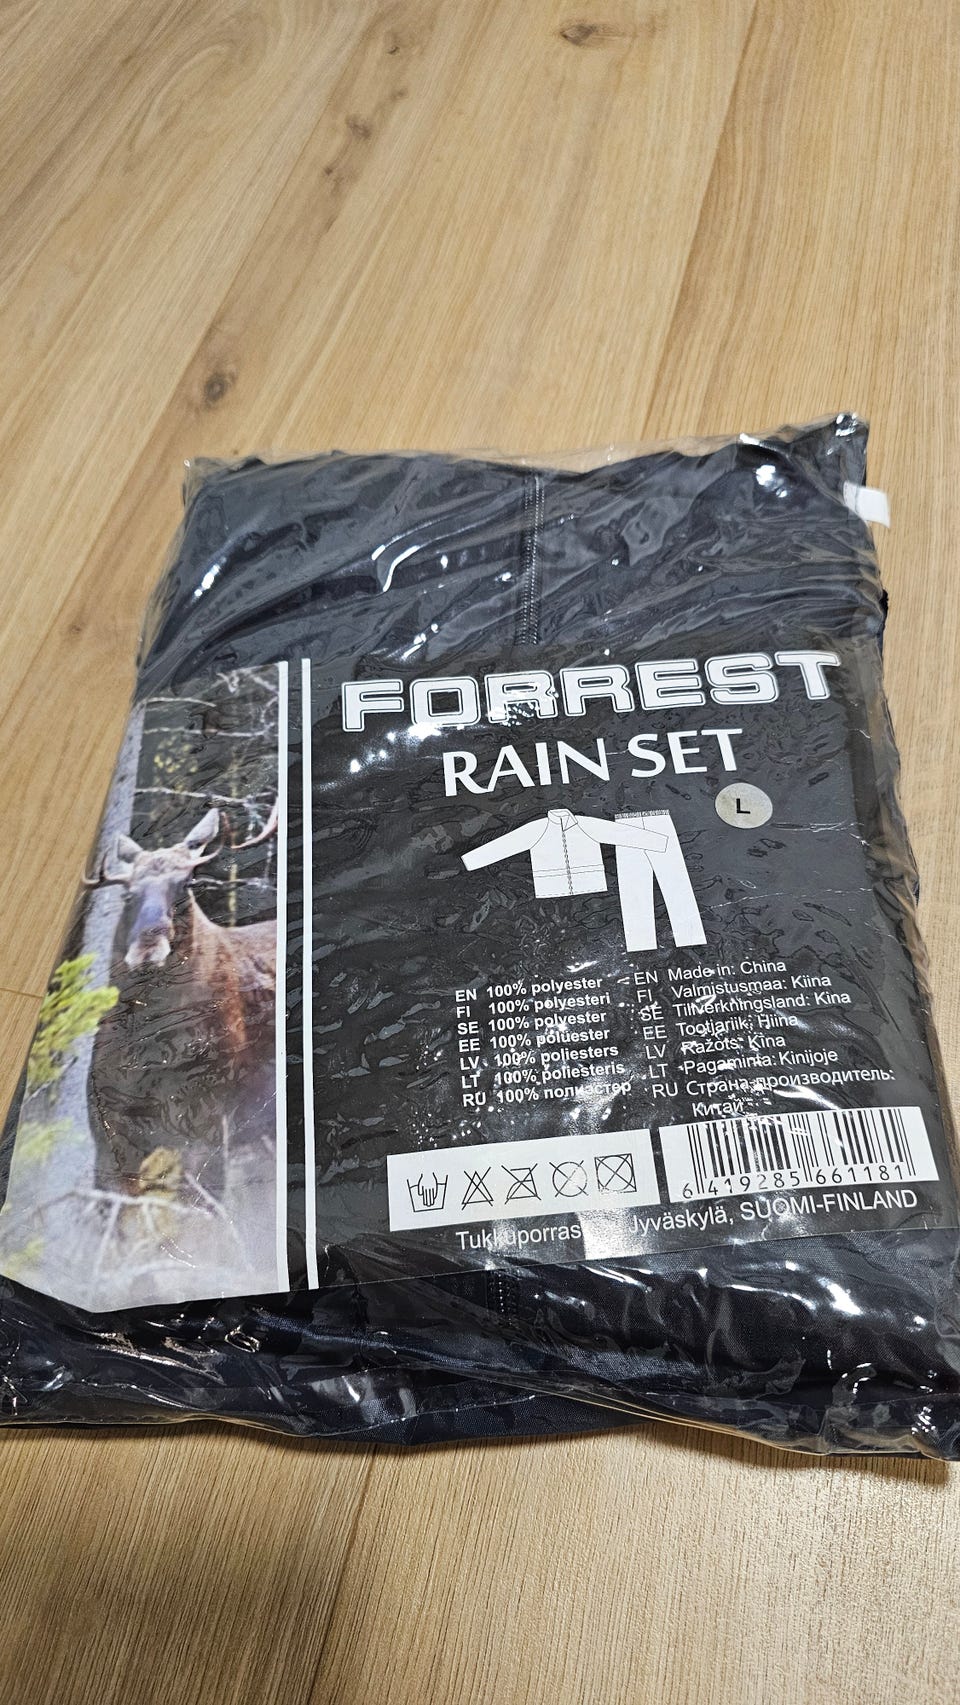 FORREST
RAIN SET
L
EN 100% polyester
FI 100% polyesteri
SE 100% polyester
EE 100% poluester
LV 100% poliesters
LT 100% poliesteris
RU 100% полиэстер
EN Made in: China
FI Valmistusmaa: Kiina
SE Tillverkningsland: Kina
EE Tootjariik: Hiina
LV Ražots: Ķīna
LT Pagaminta: Kinijoje
RU Страна-производитель:
Китай
6 419285 661181
Jyväskylä, SUOMI-FINLAND